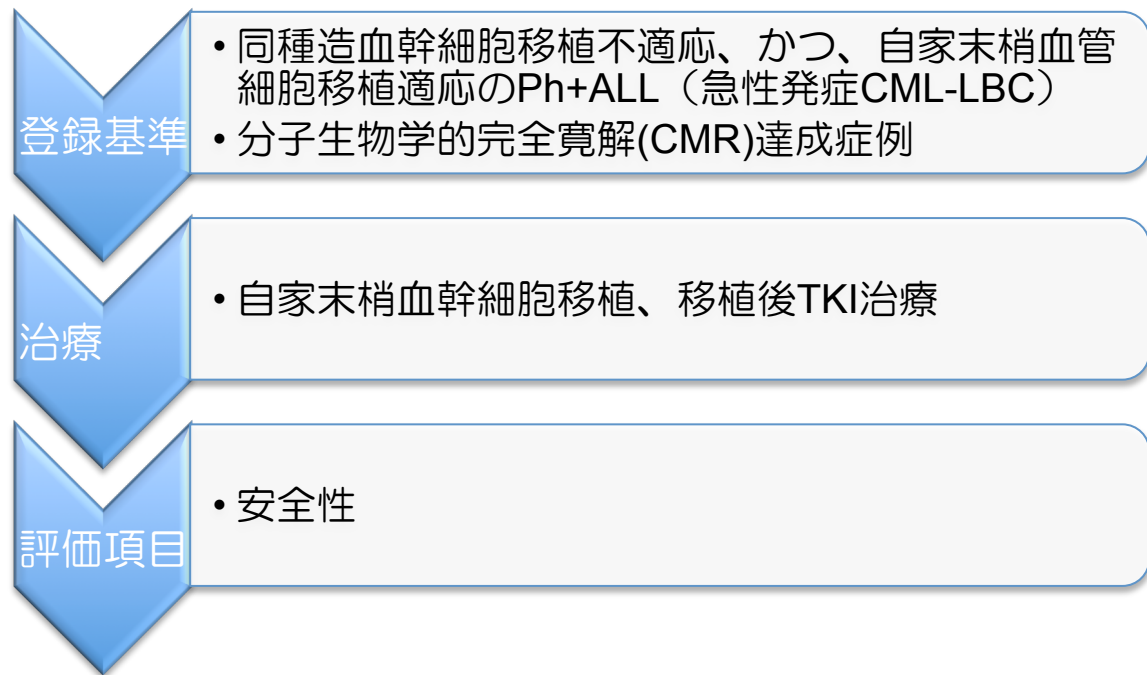 登録基準
• 同種造血幹細胞移植不適応、かつ、自家末梢血管
細胞移植適応のPh+ALL（急性発症CML-LBC）
• 分子生物学的完全寛解(CMR)達成症例
治療
• 自家末梢血幹細胞移植、移植後TKI治療
評価項目
• 安全性